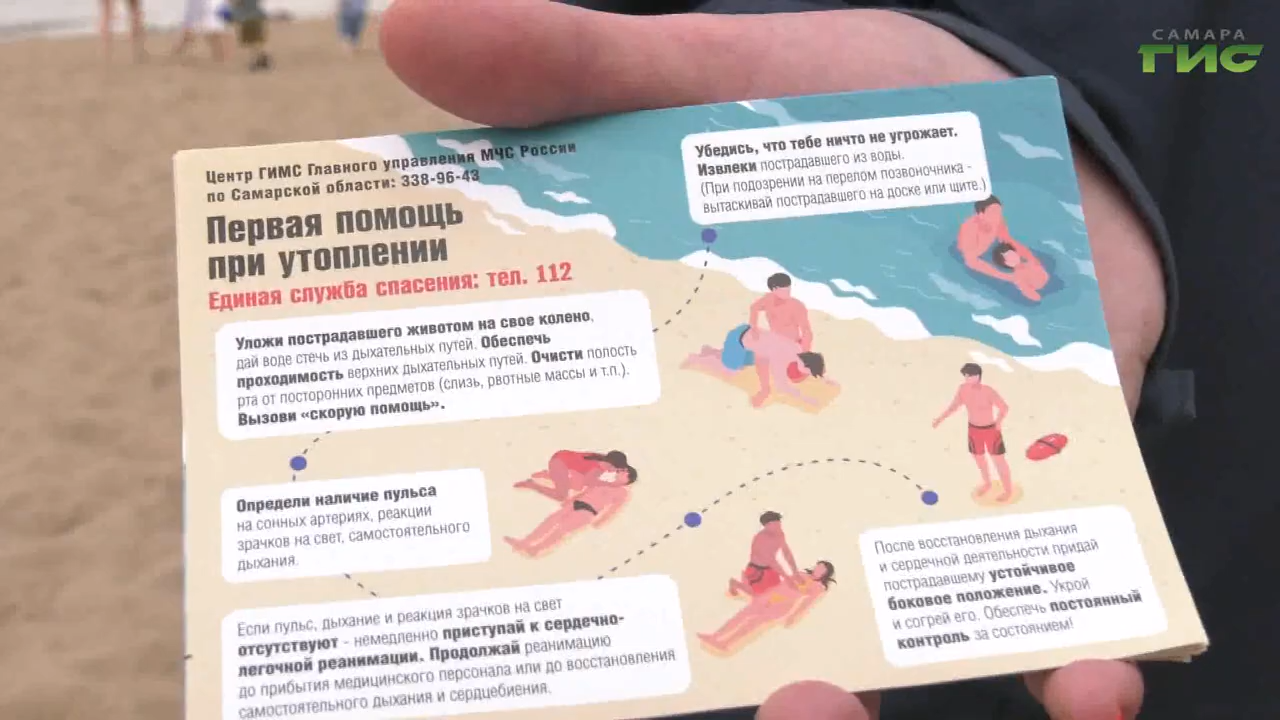 САМАРА
ГИС
Центр ГИМС Главного управления МЧС России
по Самарской области: 338-96-43
Первая помощь
при утоплении
Единая служба спасения: тел. 112
Убедись, что тебе ничто не угрожает.
Извлеки пострадавшего из воды.
(При подозрении на перелом позвоночника -
вытаскивай пострадавшего на доске или щите.)
Уложи пострадавшего животом на свое колено,
дай воде стечь из дыхательных путей. Обеспечь
проходимость верхних дыхательных путей. Очисти полость
рта от посторонних предметов (слизь, рвотные массы и т.п.).
Вызови «скорую помощь».
Определи наличие пульса
на сонных артериях, реакции
зрачков на свет, самостоятельного
дыхания.
Если пульс, дыхание и реакция зрачков на свет
отсутствуют - немедленно приступай к сердечно-
легочной реанимации. Продолжай реанимацию
до прибытия медицинского персонала или до восстановления
самостоятельного дыхания и сердцебиения.
После восстановления дыхания
и сердечной деятельности придай
пострадавшему устойчивое
боковое положение. Укрой
и согрей его. Обеспечь постоянный
контроль за состоянием!